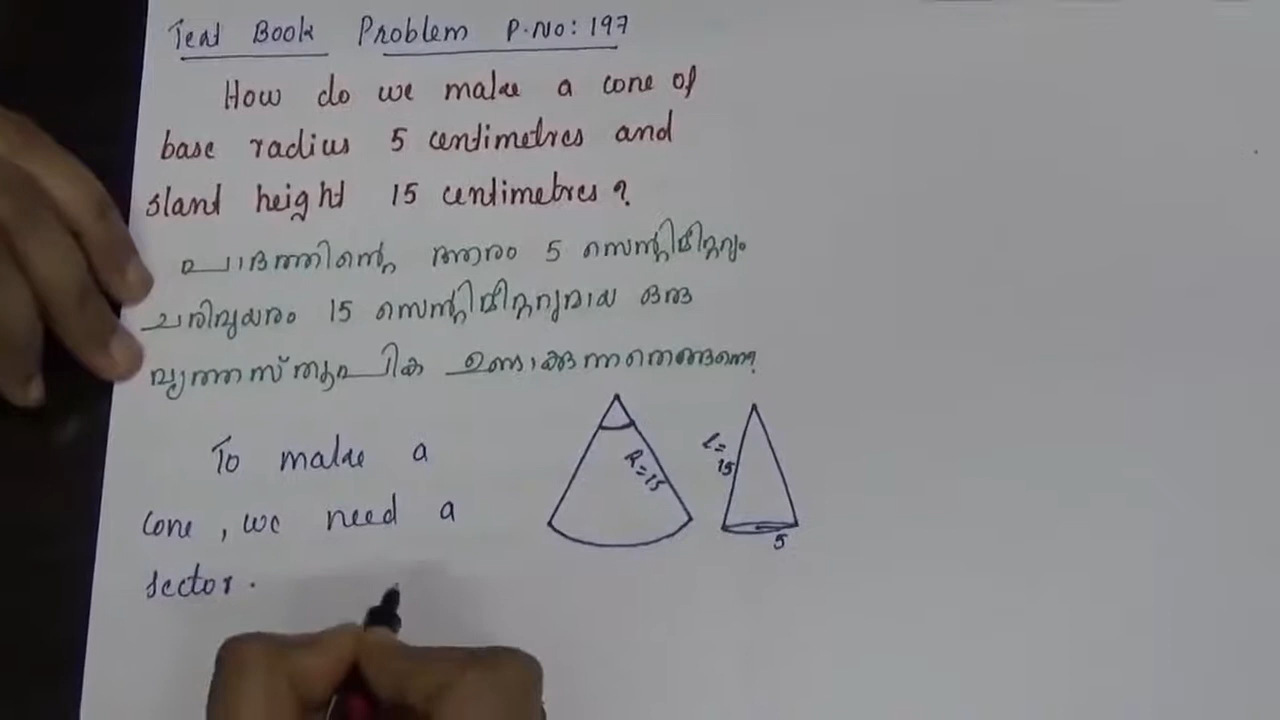 Text Book Problem P.No: 197
How do we make a cone of
base radius 5 centimetres and
slant height 15 centimetres ?
പാദത്തിന്റെ ആരം 5 സെന്റിമീറ്ററും
ചരിവുയരം 15 സെന്റിമീറ്ററുമായ ഒരു
വൃത്തസ്തൂപിക ഉണ്ടാക്കുന്നതെങ്ങനെ?
To make a
cone, we need a
sector.
R=15
l=
15
5